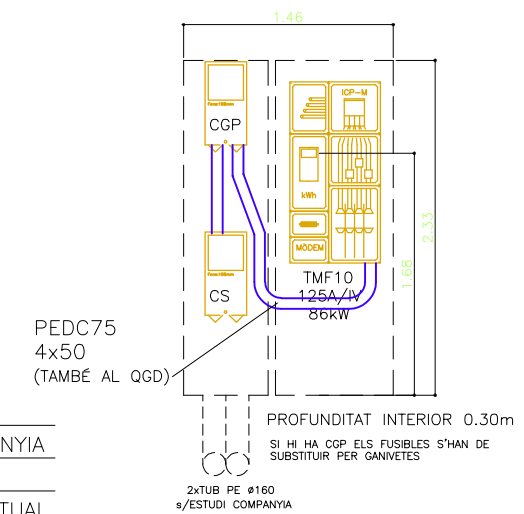 1.46
ICP-M
CGP
kWh
MÒDEM
CS
2.33
1.68
TMF10
125A/IV
86kW
PEDC75
4x50
(TAMBÉ AL QGD)
PROFUNDITAT INTERIOR 0.30m
SI HI HA CGP ELS FUSIBLES S'HAN DE
SUBSTITUIR PER GANIVETES
NYIA
TUAL
2xTUB PE ø160
s/ESTUDI COMPANYIA